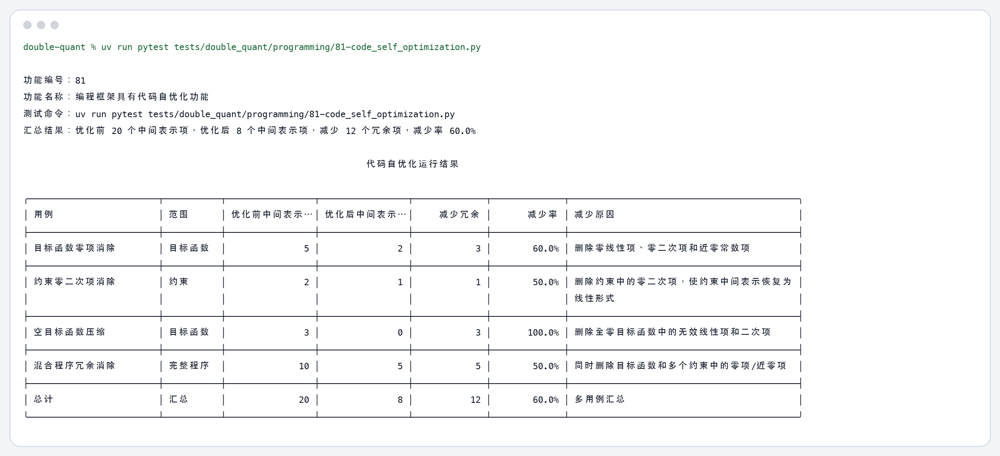 double-quant % uv run pytest tests/double_quant/programming/81-code_self_optimization.py
功能编号：81
功能名称：编程框架具有代码自优化功能
测试命令：uv run pytest tests/double_quant/programming/81-code_self_optimization.py
汇总结果：优化前 20 个中间表示项，优化后 8 个中间表示项，减少 12 个冗余项，减少率 60.0%
代码自优化运行结果
用例 范围 优化前中间表示… 优化后中间表示… 减少冗余 减少率 减少原因
目标函数零项消除 目标函数 5 2 3 60.0% 删除零线性项、零二次项和近零常数项
约束零二次项消除 约束 2 1 1 50.0% 删除约束中的零二次项，使约束中间表示恢复为
线性形式
空目标函数压缩 目标函数 3 0 3 100.0% 删除全零目标函数中的无效线性项和二次项
混合程序冗余消除 完整程序 10 5 5 50.0% 同时删除目标函数和多个约束中的零项/近零项
总计 汇总 20 8 12 60.0% 多用例汇总